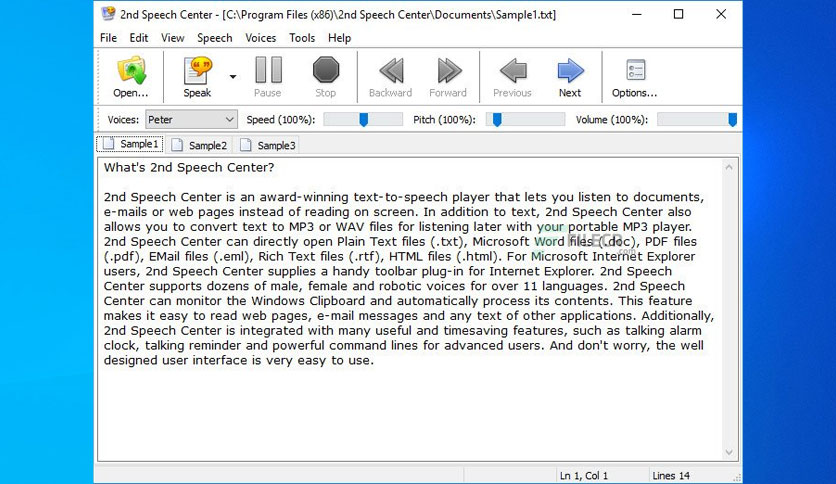 2nd Speech Center - [C:\Program Files (x86)\2nd Speech Center\Documents\Sample1.txt]
File Edit View Speech Voices Tools Help
Open... Speak Pause Stop Backward Forward Previous Next Options...
Voices: Peter Speed (100%): Pitch (100%): Volume (100%):
Sample1 Sample2 Sample3
What's 2nd Speech Center?
2nd Speech Center is an award-winning text-to-speech player that lets you listen to documents,
e-mails or web pages instead of reading on screen. In addition to text, 2nd Speech Center also
allows you to convert text to MP3 or WAV files for listening later with your portable MP3 player.
2nd Speech Center can directly open Plain Text files (.txt), Microsoft Word files (.doc), PDF files
(.pdf), EMail files (.eml), Rich Text files (.rtf), HTML files (.html). For Microsoft Internet Explorer
users, 2nd Speech Center supplies a handy toolbar plug-in for Internet Explorer. 2nd Speech
Center supports dozens of male, female and robotic voices for over 11 languages. 2nd Speech
Center can monitor the Windows Clipboard and automatically process its contents. This feature
makes it easy to read web pages, e-mail messages and any text of other applications. Additionally,
2nd Speech Center is integrated with many useful and timesaving features, such as talking alarm
clock, talking reminder and powerful command lines for advanced users. And don't worry, the well
designed user interface is very easy to use.
FILECR
.com
Ln 1, Col 1 Lines 14